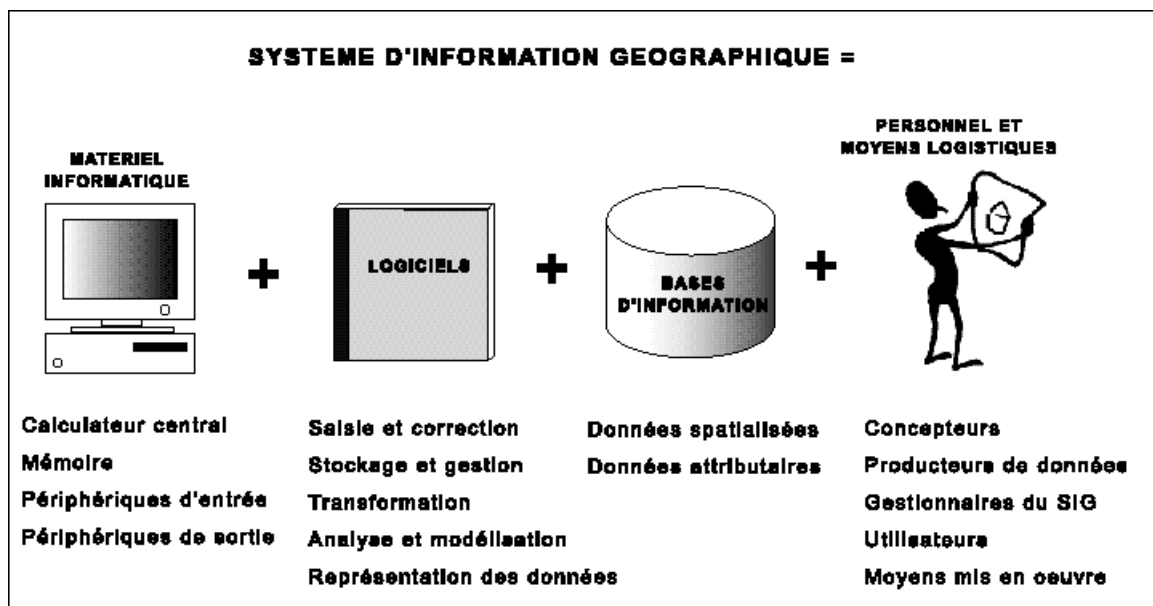 SYSTEME D'INFORMATION GEOGRAPHIQUE =
MATERIEL
INFORMATIQUE
LOGICIELS
BASES
D'INFORMATION
PERSONNEL ET
MOYENS LOGISTIQUES
+
+
+
Calculateur central
Mémoire
Périphériques d'entrée
Périphériques de sortie
Saisie et correction
Stockage et gestion
Transformation
Analyse et modélisation
Représentation des données
Données spatialisées
Données attributaires
Concepteurs
Producteurs de données
Gestionnaires du SIG
Utilisateurs
Moyens mis en oeuvre